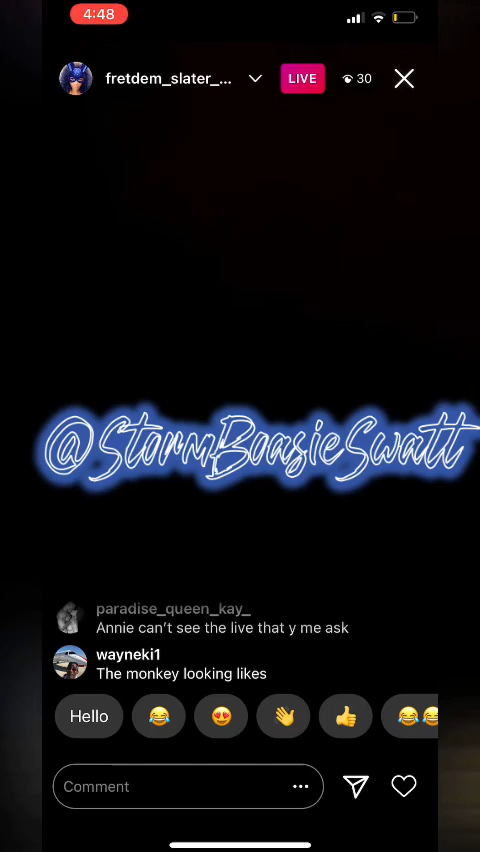 4:48
fretdem_slater_...
LIVE
30
@StormBoasieSwatt
paradise_queen_kay_
Annie can't see the live that y me ask
wayneki1
The monkey looking likes
Hello
Comment